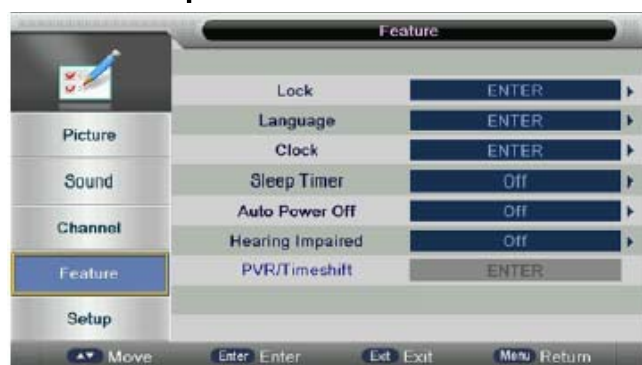 Feature
Lock ENTER
Language ENTER
Clock ENTER
Sleep Timer Off
Auto Power Off Off
Hearing Impaired Off
PVR/Timeshift ENTER
Picture
Sound
Channel
Feature
Setup
Move Enter Enter Exit Exit Menu Return